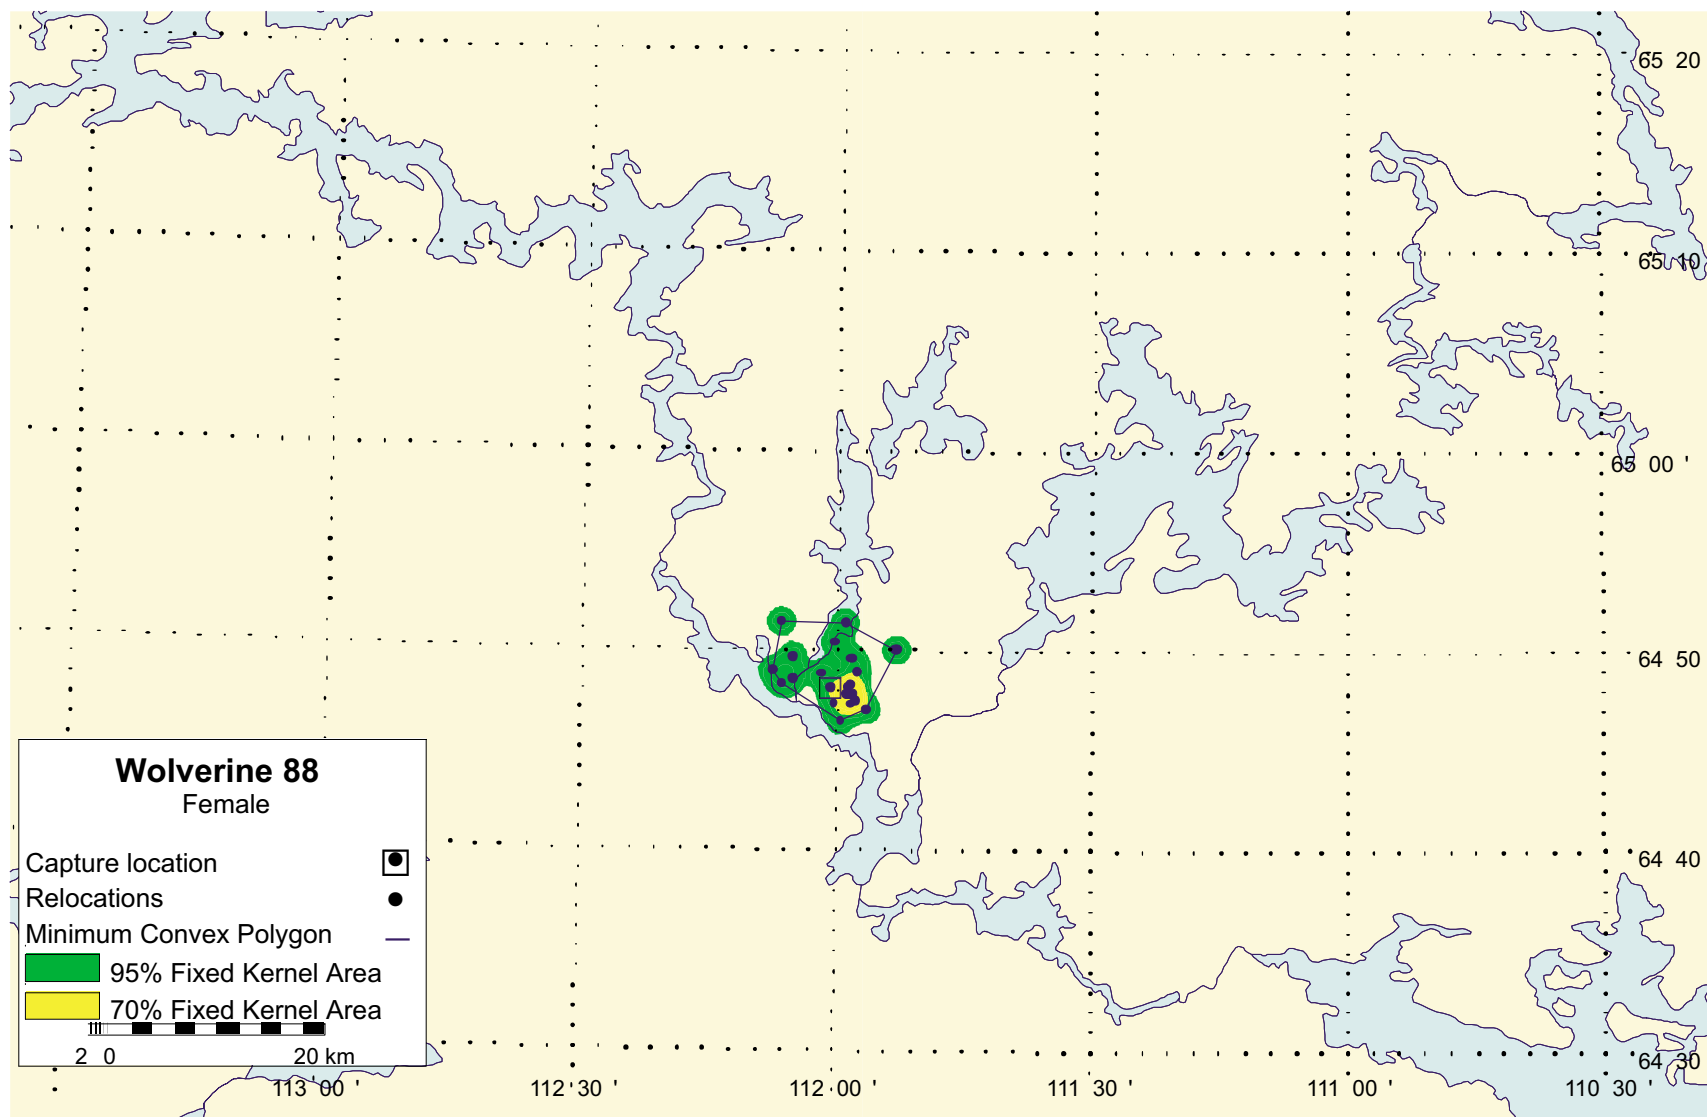 65 20
65 10
65 00 '
64 50
64 40
64 30
Wolverine 88
Female
Capture location
Relocations
Minimum Convex Polygon
95% Fixed Kernel Area
70% Fixed Kernel Area
2 0 20 km
113 00 ' 112 30 ' 112 00 ' 111 30 ' 111 00 ' 110 30 '